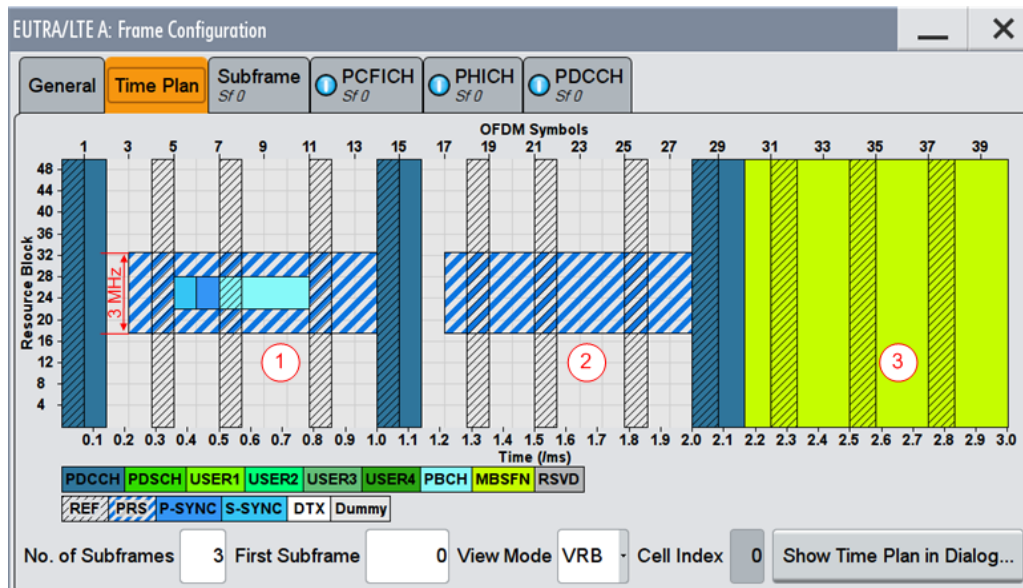 EUTRA/LTE A: Frame Configuration
General Time Plan Subframe Sf 0 PCFICH Sf 0 PHICH Sf 0 PDCCH Sf 0
OFDM Symbols
1 3 5 7 9 11 13 15 17 19 21 23 25 27 29 31 33 35 37 39
Resource Block
48
44
40
36
32
28
24
20
16
12
8
4
3 MHz
1 2 3
0.1 0.2 0.3 0.4 0.5 0.6 0.7 0.8 0.9 1.0 1.1 1.2 1.3 1.4 1.5 1.6 1.7 1.8 1.9 2.0 2.1 2.2 2.3 2.4 2.5 2.6 2.7 2.8 2.9 3.0
Time (/ms)
PDCCH PDSCH USER1 USER2 USER3 USER4 PBCH MBSFN RSVD
REF PRS P-SYNC S-SYNC DTX Dummy
No. of Subframes 3 First Subframe 0 View Mode VRB Cell Index 0 Show Time Plan in Dialog...